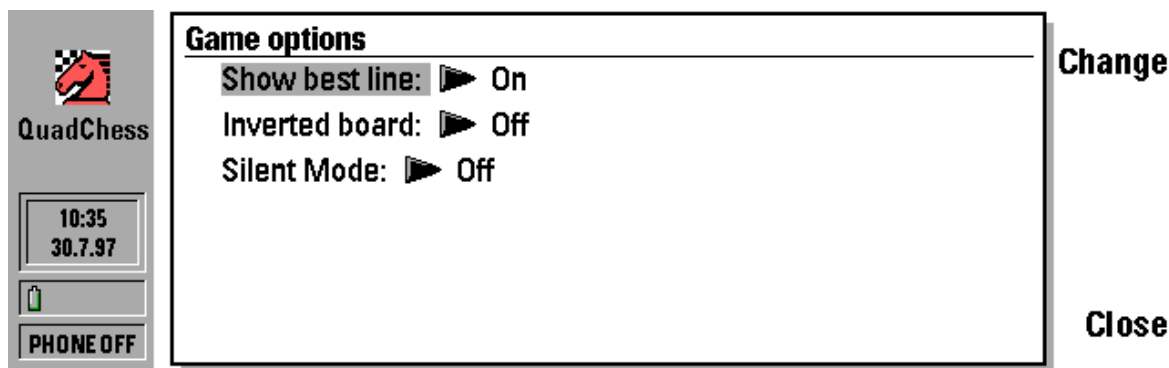 QuadChess
10:35
30.7.97
PHONE OFF
Game options
Show best line: On
Inverted board: Off
Silent Mode: Off
Change
Close